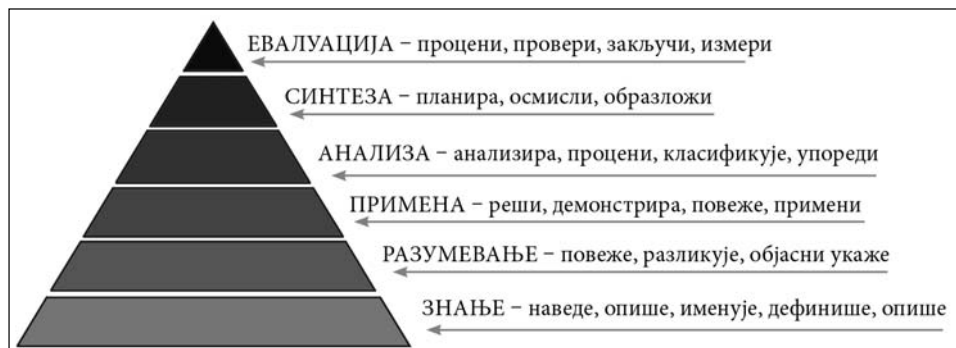 ЕВАЛУАЦИЈА – процени, провери, закључи, измери
СИНТЕЗА – планира, осмисли, образложи
АНАЛИЗА – анализира, процени, класификује, упореди
ПРИМЕНА – реши, демонстрира, повеже, примени
РАЗУМЕВАЊЕ – повеже, разликује, објасни укаже
ЗНАЊЕ – наведе, опише, именује, дефинише, опише